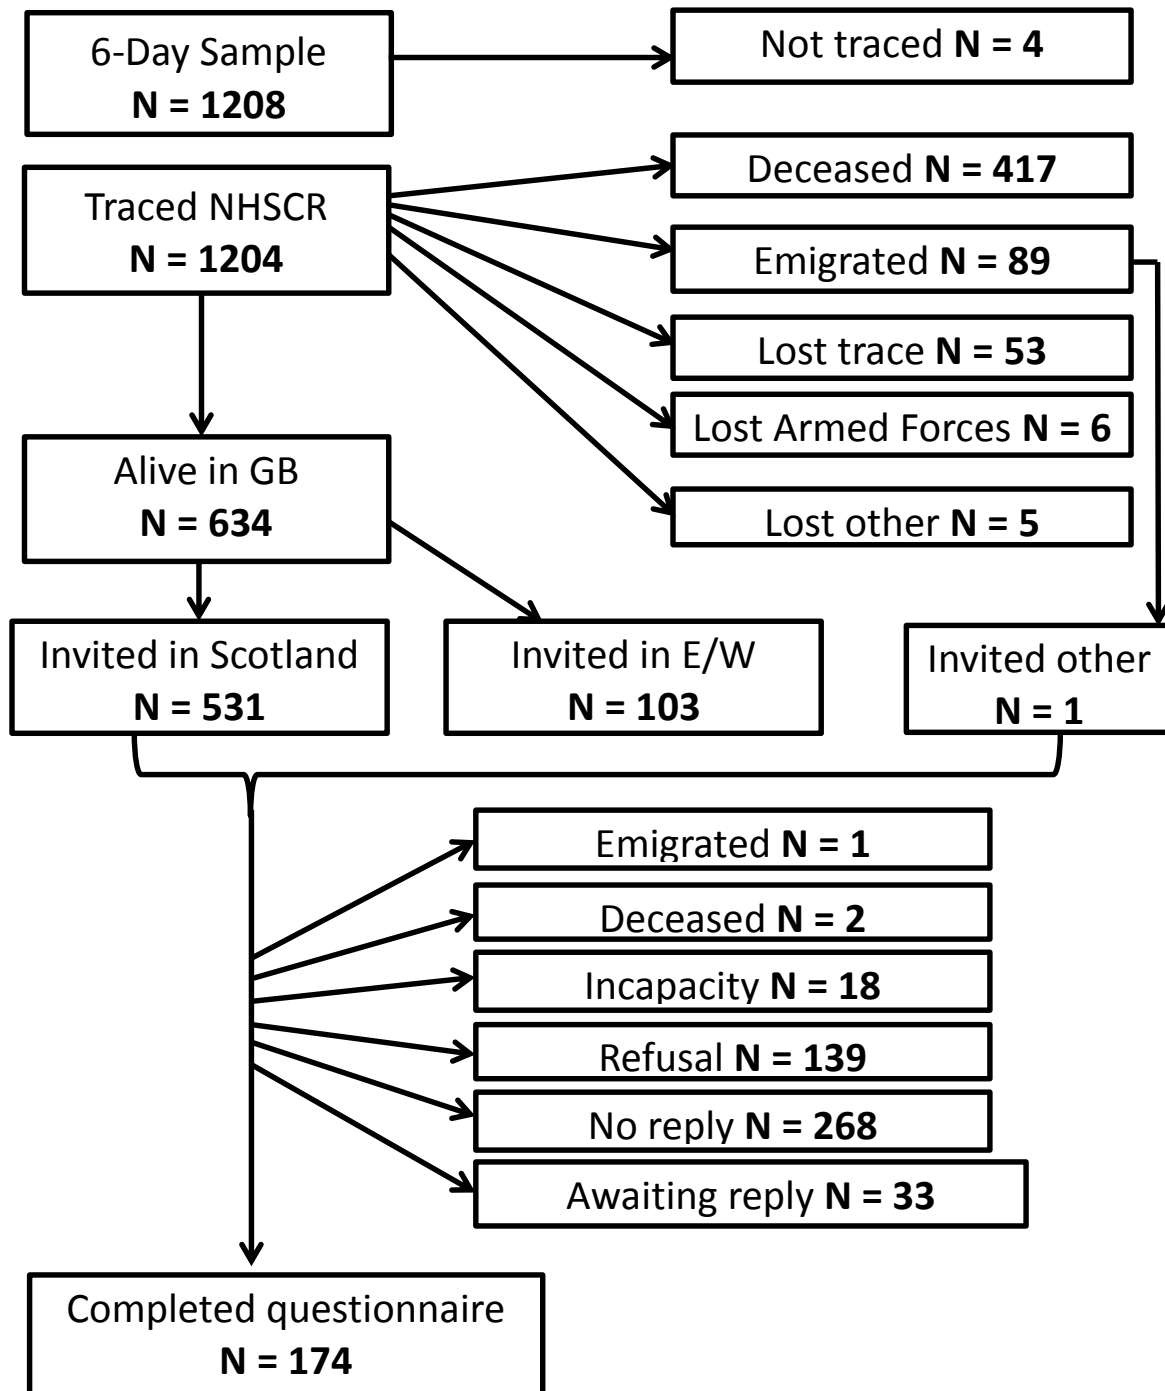 6-Day Sample
N = 1208
Not traced N = 4
Traced NHSCR
N = 1204
Deceased N = 417
Emigrated N = 89
Lost trace N = 53
Lost Armed Forces N = 6
Lost other N = 5
Alive in GB
N = 634
Invited in Scotland
N = 531
Invited in E/W
N = 103
Invited other
N = 1
Emigrated N = 1
Deceased N = 2
Incapacity N = 18
Refusal N = 139
No reply N = 268
Awaiting reply N = 33
Completed questionnaire
N = 174